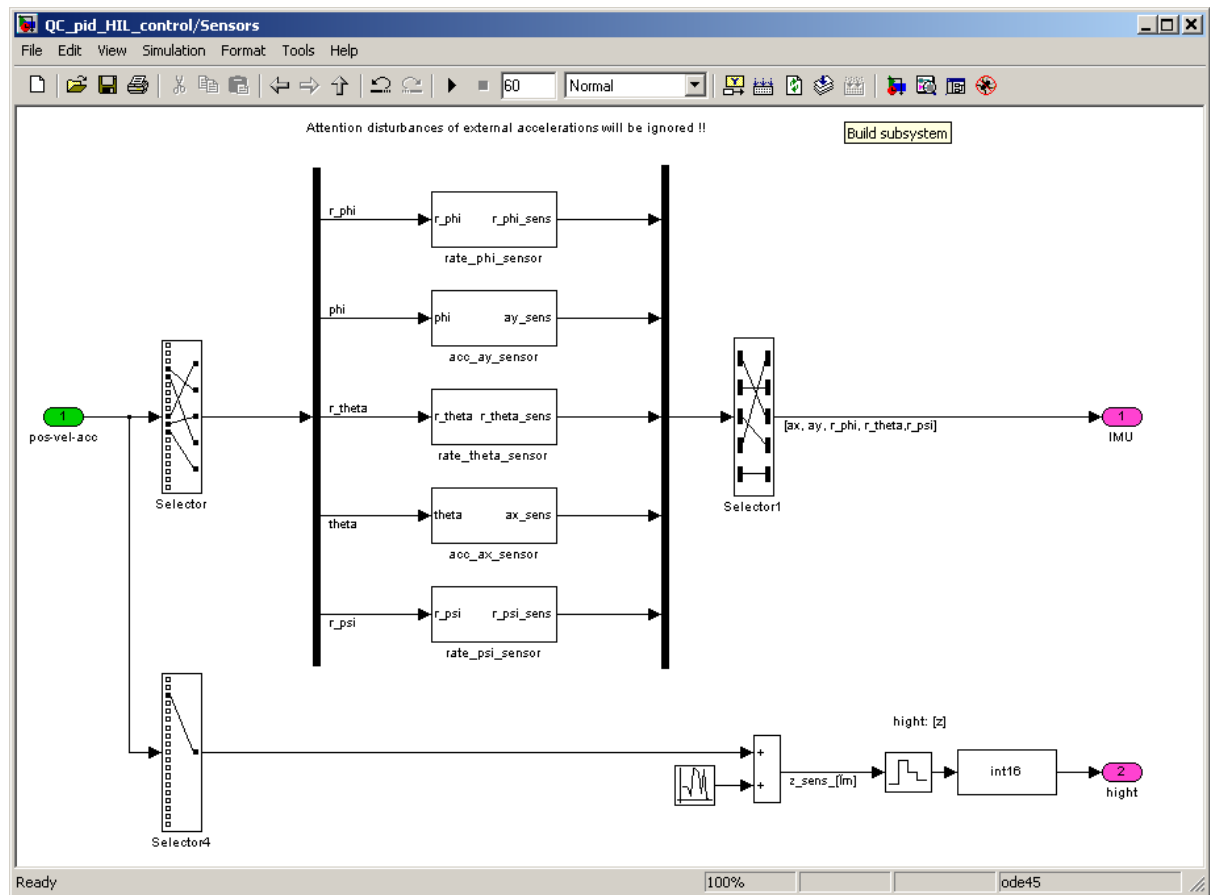 QC_pid_HIL_control/Sensors
File Edit View Simulation Format Tools Help
60 Normal
Attention disturbances of external accelerations will be ignored !!
Build subsystem
r_phi
r_phi r_phi_sens
rate_phi_sensor
phi
phi ay_sens
acc_ay_sensor
r_theta
r_theta r_theta_sens
rate_theta_sensor
theta
theta ax_sens
acc_ax_sensor
r_psi
r_psi r_psi_sens
rate_psi_sensor
1
pos-vel-acc
Selector
Selector1
[ax, ay, r_phi, r_theta,r_psi]
1
IMU
Selector4
+
+
z_sens_[ïm]
hight: [z]
int16
2
hight
Ready 100% ode45